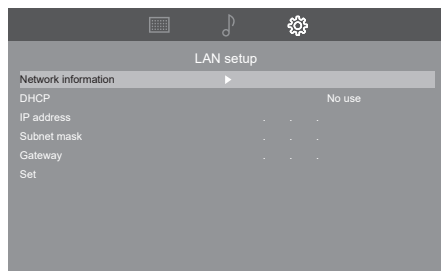 LAN setup
Network information
DHCP No use
IP address . . .
Subnet mask . . .
Gateway . . .
Set